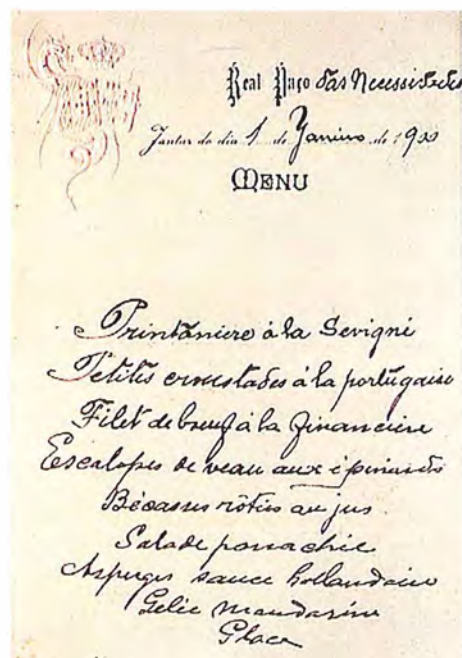 Real Paço das Necessidades
Jantar do dia 1 de Janeiro de 1900
MENU
Printanière à la Sevigné
Petites croustades à la portugaise
Filet de bœuf à la financière
Escalopes de veau aux épinards
Bécasses rôties au jus
Salade panachée
Asperges sauce hollandaise
Gelée mandarine
Glace